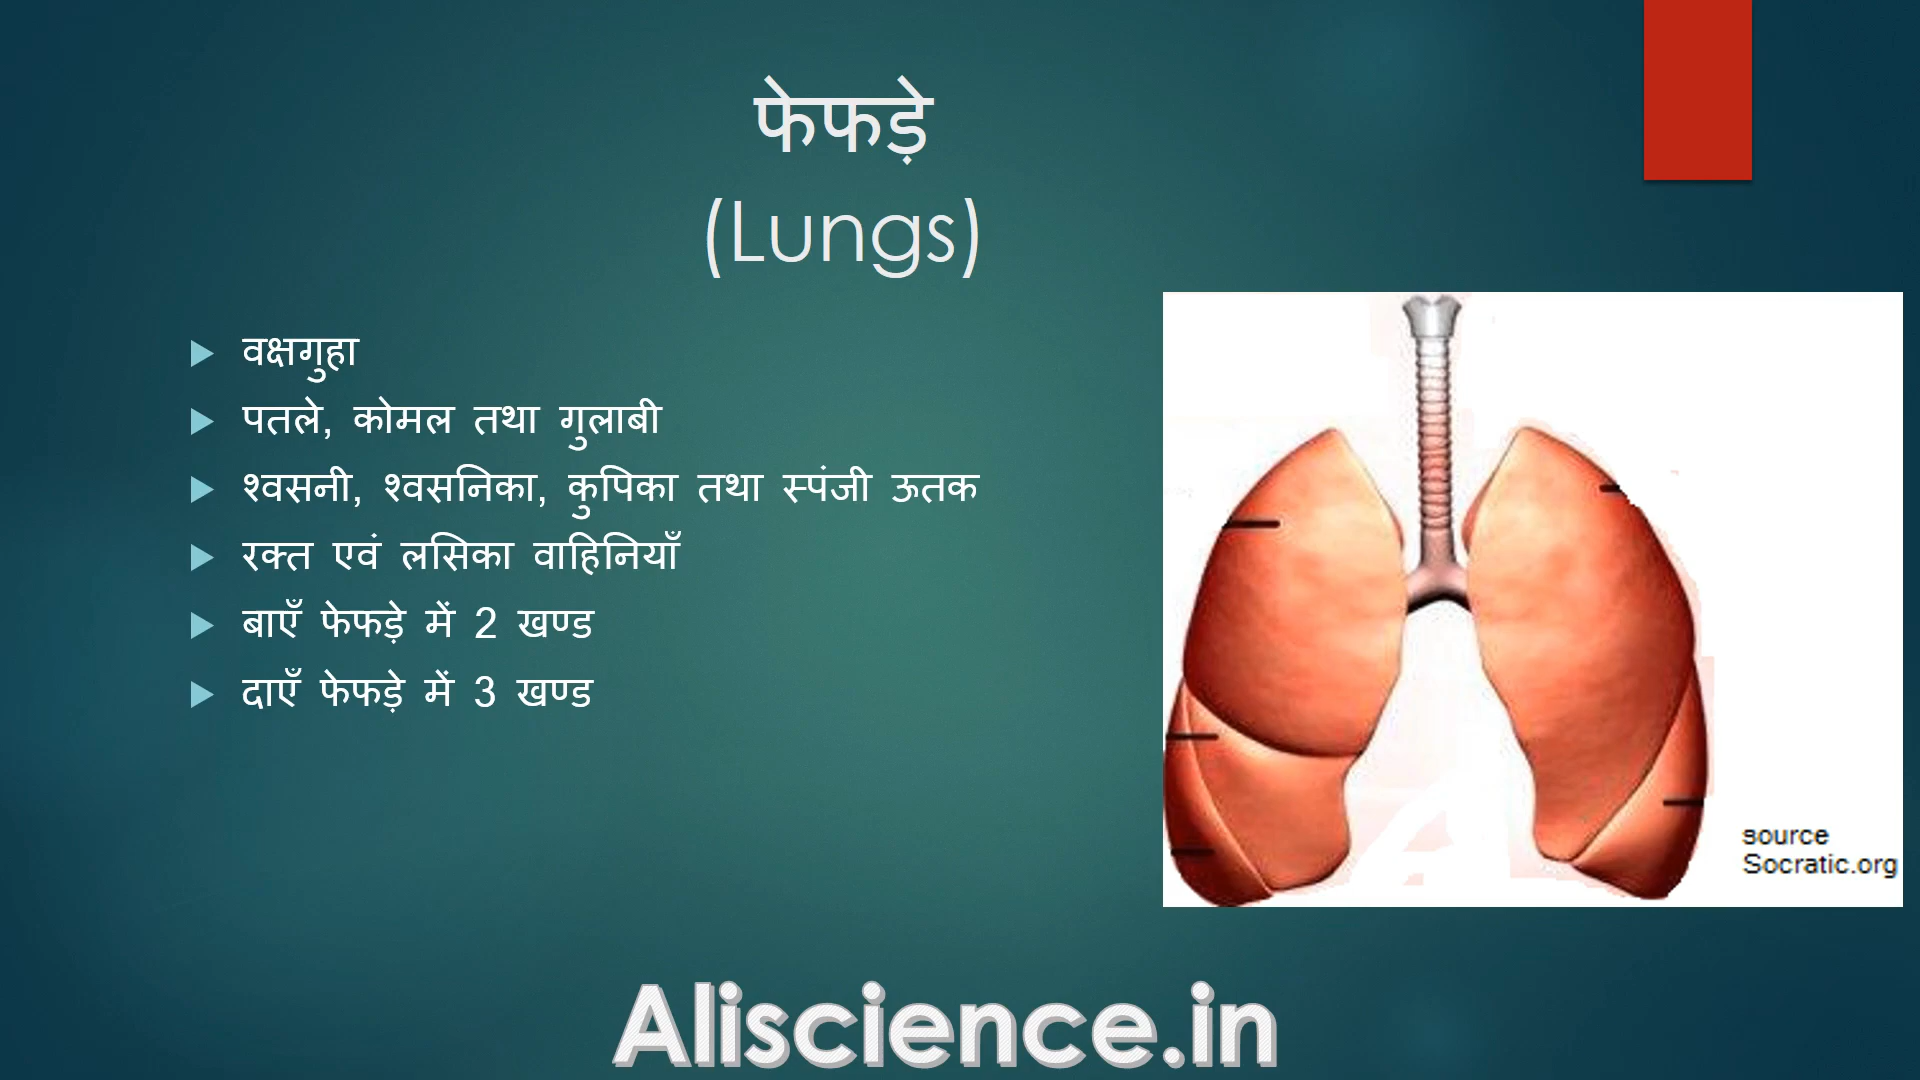 फेफड़े
(Lungs)
वक्षगुहा
पतले, कोमल तथा गुलाबी
श्वसनी, श्वसनिका, कुपिका तथा स्पंजी ऊतक
रक्त एवं लसिका वाहिनियाँ
बाएँ फेफड़े में 2 खण्ड
दाएँ फेफड़े में 3 खण्ड
source
Socratic.org
Aliscience.in